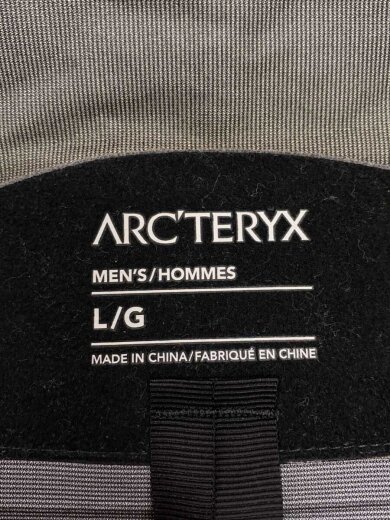 ARC'TERYX
MEN'S/HOMMES
L/G
MADE IN CHINA/FABRIQUÉ EN CHINE